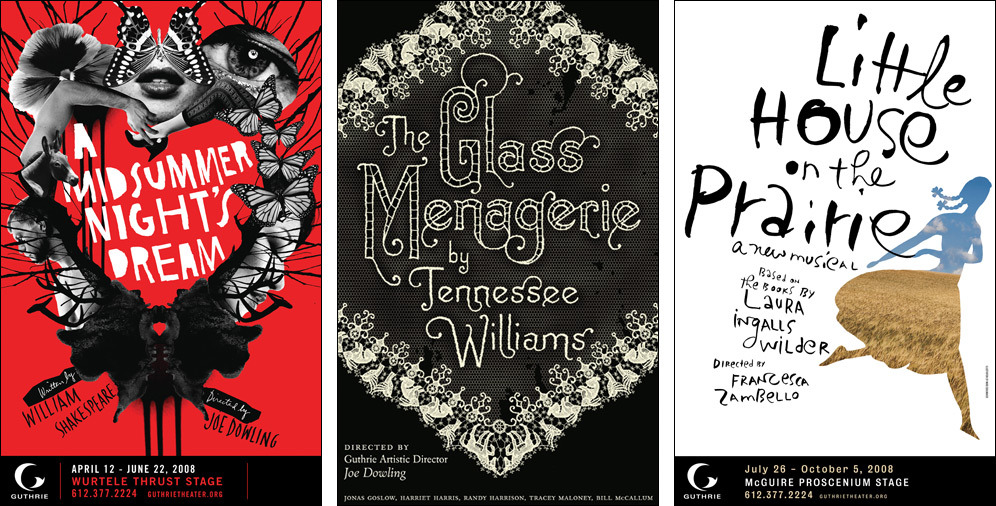 A
MIDSUMMER
NIGHT'S
DREAM
Written by
WILLIAM
SHAKESPEARE
Directed by
JOE DOWLING
GUTHRIE
APRIL 12 - JUNE 22, 2008
WURTELE THRUST STAGE
612.377.2224 GUTHRIETHEATER.ORG
The
Glass
Menagerie
by
Tennessee
Williams
DIRECTED BY
Guthrie Artistic Director
Joe Dowling
JONAS GOSLOW, HARRIET HARRIS, RANDY HARRISON, TRACEY MALONEY, BILL McCALLUM
Little
HOUSE
on the
Prairie
a new musical
Based on
the Books By
LAURA
ingalls
wilder
Directed by
FRANCESCA
ZAMBELLO
GUTHRIE
July 26 - October 5, 2008
McGUIRE PROSCENIUM STAGE
612.377.2224 GUTHRIETHEATER.ORG